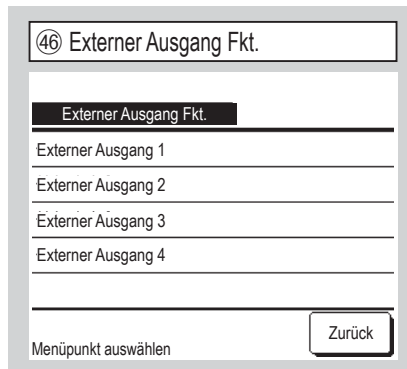 ㊻ Externer Ausgang Fkt.
Externer Ausgang Fkt.
Externer Ausgang 1
Externer Ausgang 2
Externer Ausgang 3
Externer Ausgang 4
Zurück
Menüpunkt auswählen